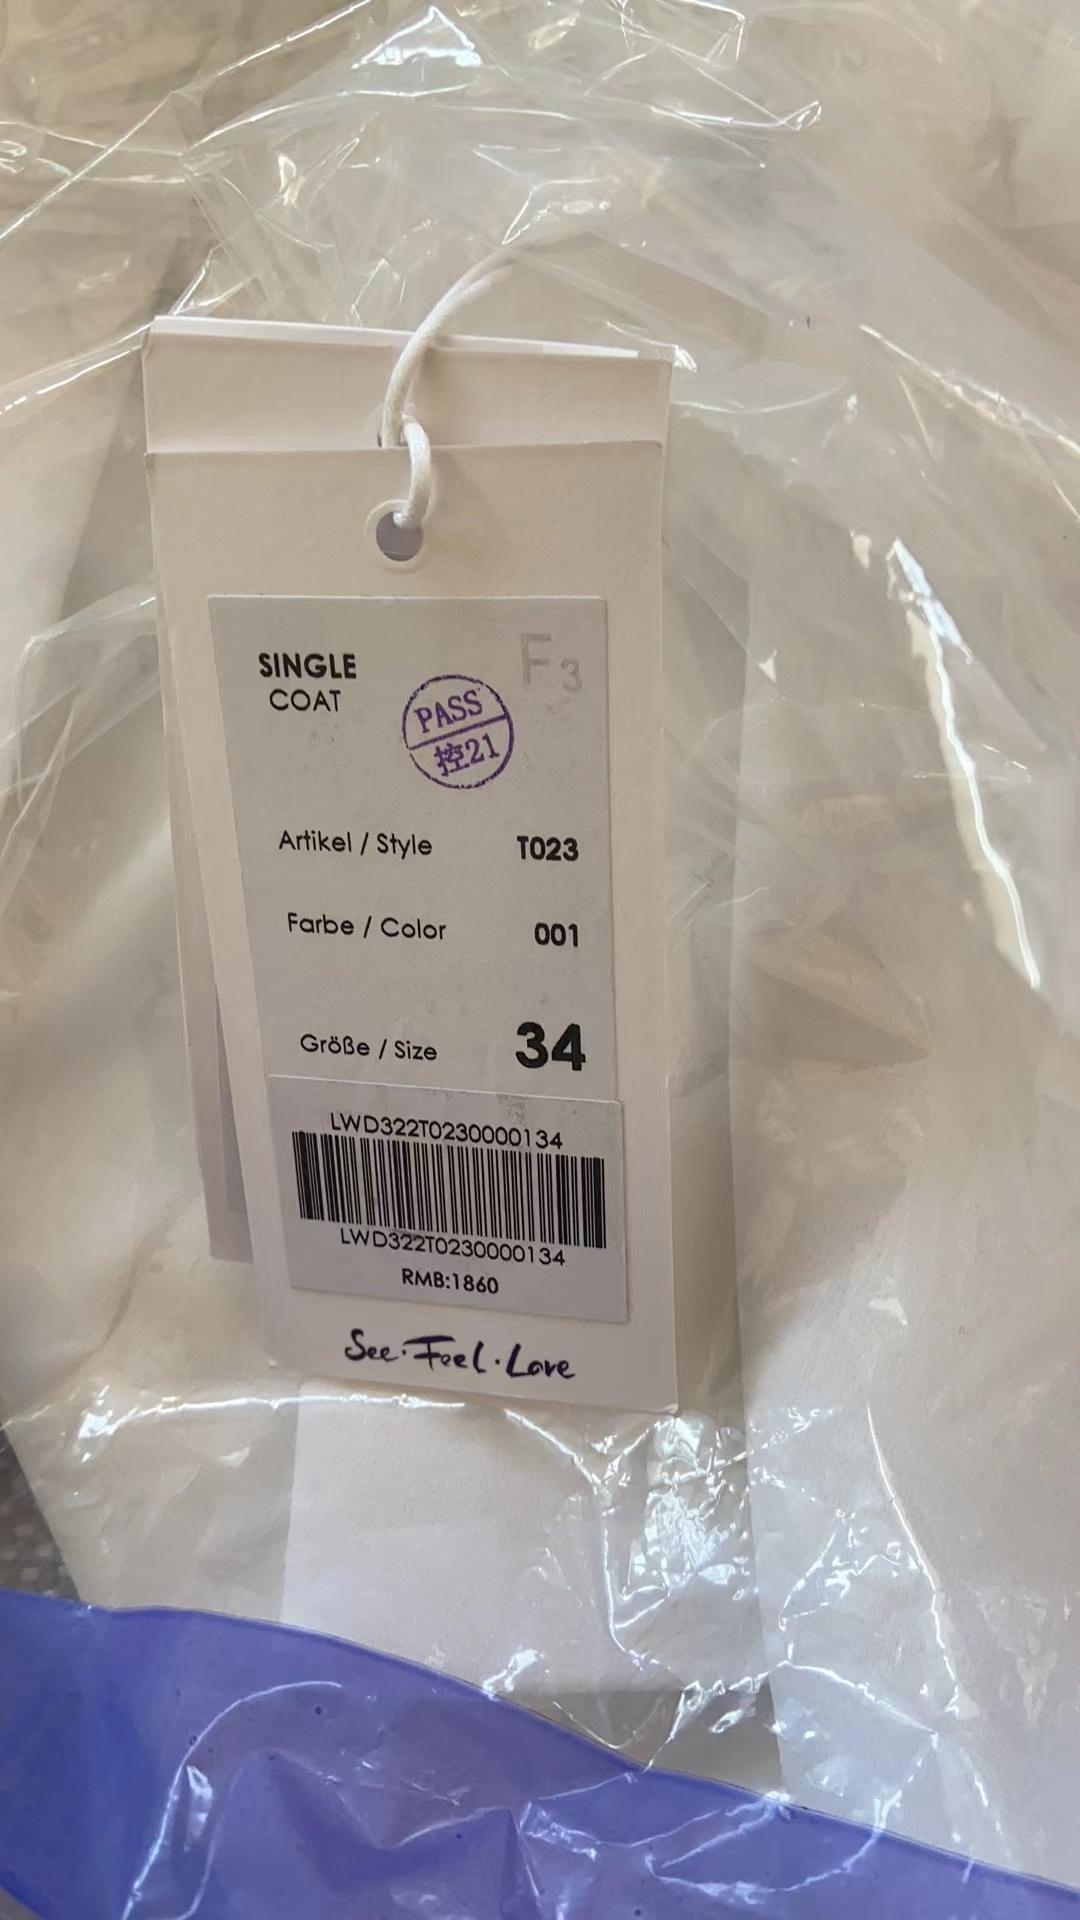 SINGLE
COAT
F3
PASS
控21
Artikel / Style T023
Farbe / Color 001
Größe / Size 34
LWD322T0230000134
LWD322T0230000134
RMB:1860
See·Feel·Love